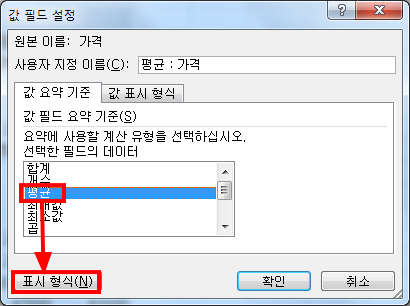 값 필드 설정
원본 이름: 가격
사용자 지정 이름(C): 평균 : 가격
값 요약 기준 값 표시 형식
값 필드 요약 기준(S)
요약에 사용할 계산 유형을 선택하십시오.
선택한 필드의 데이터
합계
개수
평균
최대값
최소값
곱
표시 형식(N) 확인 취소